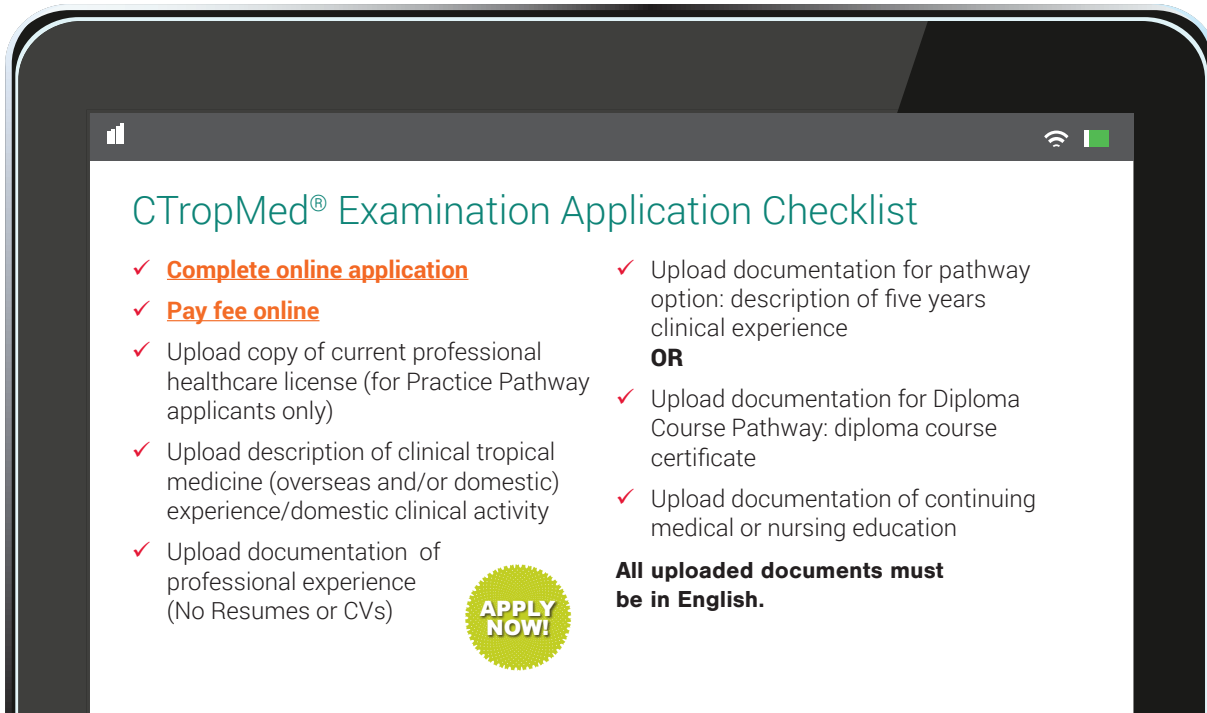 CTropMed® Examination Application Checklist
✓ Complete online application
✓ Pay fee online
✓ Upload copy of current professional
healthcare license (for Practice Pathway
applicants only)
✓ Upload description of clinical tropical
medicine (overseas and/or domestic)
experience/domestic clinical activity
✓ Upload documentation of
professional experience
(No Resumes or CVs)
APPLY
NOW!
✓ Upload documentation for pathway
option: description of five years
clinical experience
OR
✓ Upload documentation for Diploma
Course Pathway: diploma course
certificate
✓ Upload documentation of continuing
medical or nursing education
All uploaded documents must
be in English.